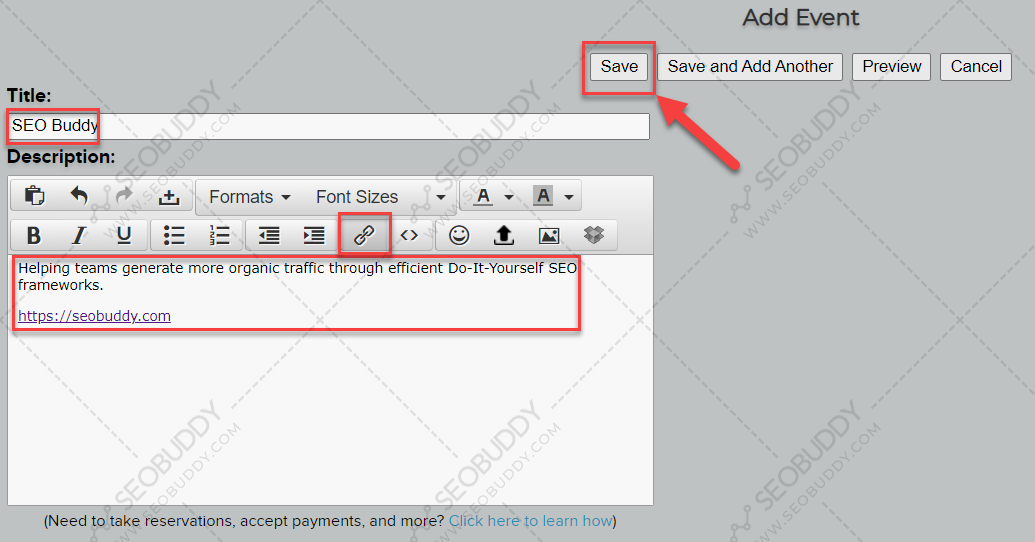 Add Event
Save Save and Add Another Preview Cancel
Title:
SEO Buddy
Description:
Formats Font Sizes A A
B I U
Helping teams generate more organic traffic through efficient Do-It-Yourself SEO
frameworks.
https://seobuddy.com
(Need to take reservations, accept payments, and more? Click here to learn how)
SEOBUDDY
WWW.SEOBUDDY.COM